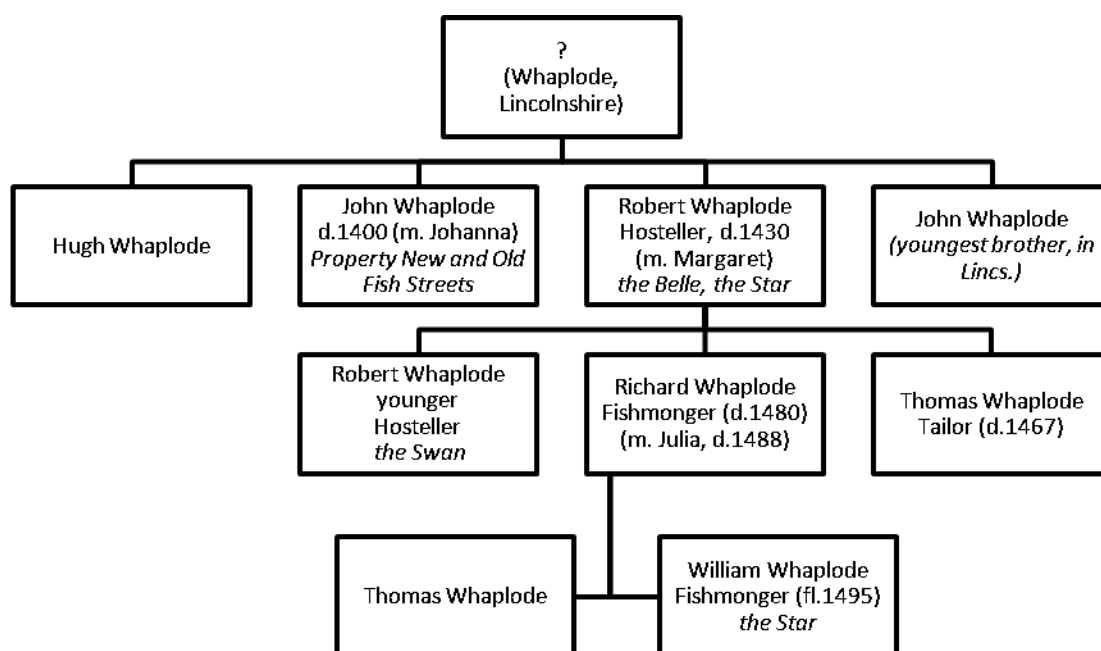 ?
(Whaplode,
Lincolnshire)
Hugh Whaplode
John Whaplode
d.1400 (m. Johanna)
Property New and Old
Fish Streets
Robert Whaplode
Hosteller, d.1430
(m. Margaret)
the Belle, the Star
John Whaplode
(youngest brother, in
Lincs.)
Robert Whaplode
younger
Hosteller
the Swan
Richard Whaplode
Fishmonger (d.1480)
(m. Julia, d.1488)
Thomas Whaplode
Tailor (d.1467)
Thomas Whaplode
William Whaplode
Fishmonger (fl.1495)
the Star